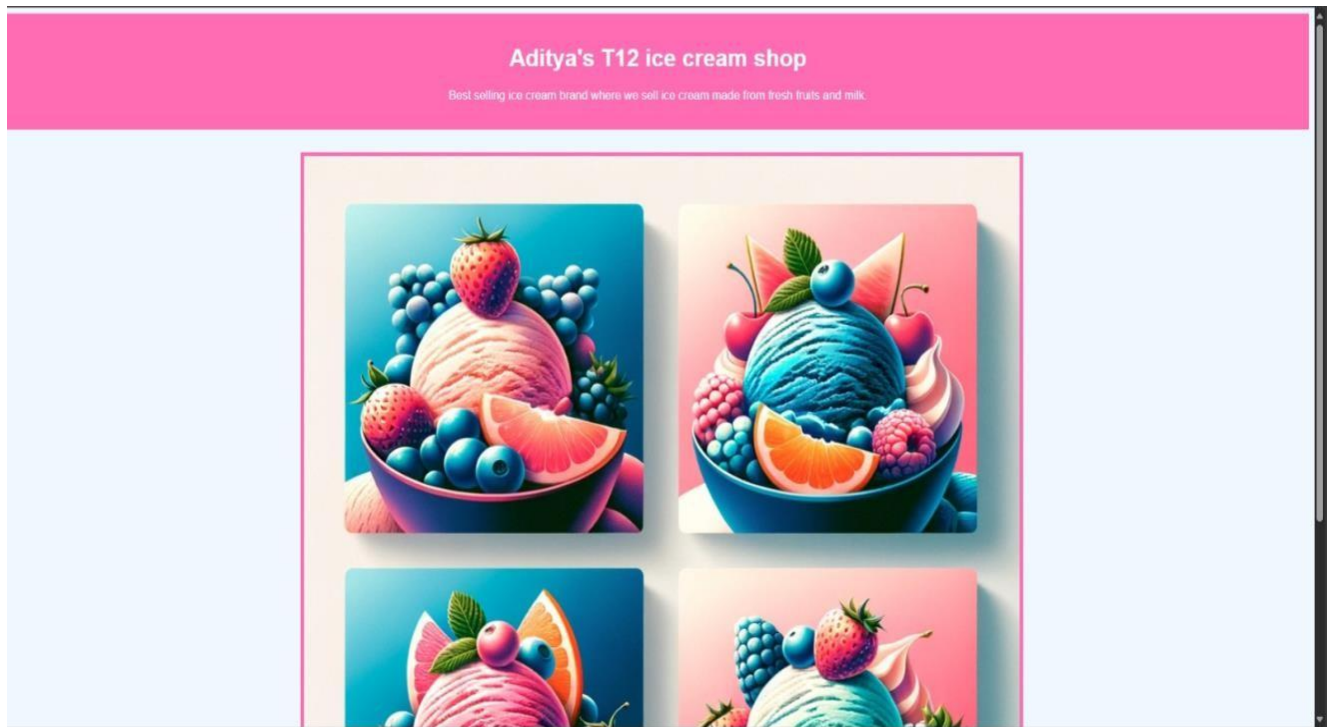 Aditya's T12 ice cream shop
Best selling ice cream brand where we sell ice cream made from fresh fruits and milk.